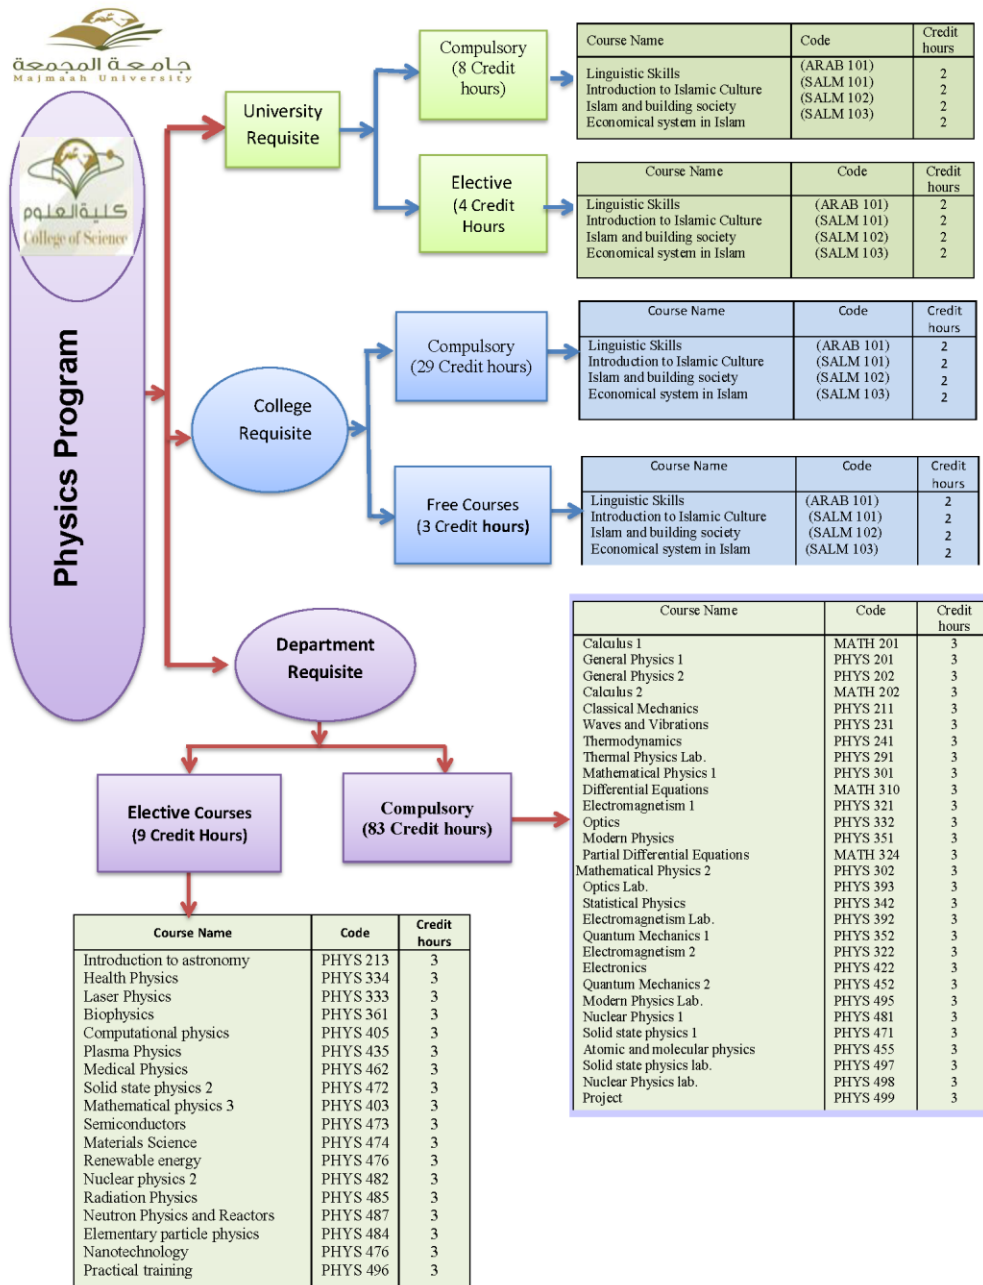 جامعة المجمعة
Majmaah University
كلية العلوم
College of Science
Physics Program
University
Requisite
Compulsory
(8 Credit
hours)
Course Name Code Credit
hours
Linguistic Skills (ARAB 101) 2
Introduction to Islamic Culture (SALM 101) 2
Islam and building society (SALM 102) 2
Economical system in Islam (SALM 103) 2
Elective
(4 Credit
Hours
Course Name Code Credit
hours
Linguistic Skills (ARAB 101) 2
Introduction to Islamic Culture (SALM 101) 2
Islam and building society (SALM 102) 2
Economical system in Islam (SALM 103) 2
College
Requisite
Compulsory
(29 Credit hours)
Course Name Code Credit
hours
Linguistic Skills (ARAB 101) 2
Introduction to Islamic Culture (SALM 101) 2
Islam and building society (SALM 102) 2
Economical system in Islam (SALM 103) 2
Free Courses
(3 Credit hours)
Course Name Code Credit
hours
Linguistic Skills (ARAB 101) 2
Introduction to Islamic Culture (SALM 101) 2
Islam and building society (SALM 102) 2
Economical system in Islam (SALM 103) 2
Department
Requisite
Elective Courses
(9 Credit Hours)
Compulsory
(83 Credit hours)
Course Name Code Credit
hours
Calculus 1 MATH 201 3
General Physics 1 PHYS 201 3
General Physics 2 PHYS 202 3
Calculus 2 MATH 202 3
Classical Mechanics PHYS 211 3
Waves and Vibrations PHYS 231 3
Thermodynamics PHYS 241 3
Thermal Physics Lab. PHYS 291 3
Mathematical Physics 1 PHYS 301 3
Differential Equations MATH 310 3
Electromagnetism 1 PHYS 321 3
Optics PHYS 332 3
Modern Physics PHYS 351 3
Partial Differential Equations MATH 324 3
Mathematical Physics 2 PHYS 302 3
Optics Lab. PHYS 393 3
Statistical Physics PHYS 342 3
Electromagnetism Lab. PHYS 392 3
Quantum Mechanics 1 PHYS 352 3
Electromagnetism 2 PHYS 322 3
Electronics PHYS 422 3
Quantum Mechanics 2 PHYS 452 3
Modern Physics Lab. PHYS 495 3
Nuclear Physics 1 PHYS 481 3
Solid state physics 1 PHYS 471 3
Atomic and molecular physics PHYS 455 3
Solid state physics lab. PHYS 497 3
Nuclear Physics lab. PHYS 498 3
Project PHYS 499 3
Course Name Code Credit
hours
Introduction to astronomy PHYS 213 3
Health Physics PHYS 334 3
Laser Physics PHYS 333 3
Biophysics PHYS 361 3
Computational physics PHYS 405 3
Plasma Physics PHYS 435 3
Medical Physics PHYS 462 3
Solid state physics 2 PHYS 472 3
Mathematical physics 3 PHYS 403 3
Semiconductors PHYS 473 3
Materials Science PHYS 474 3
Renewable energy PHYS 476 3
Nuclear physics 2 PHYS 482 3
Radiation Physics PHYS 485 3
Neutron Physics and Reactors PHYS 487 3
Elementary particle physics PHYS 484 3
Nanotechnology PHYS 476 3
Practical training PHYS 496 3